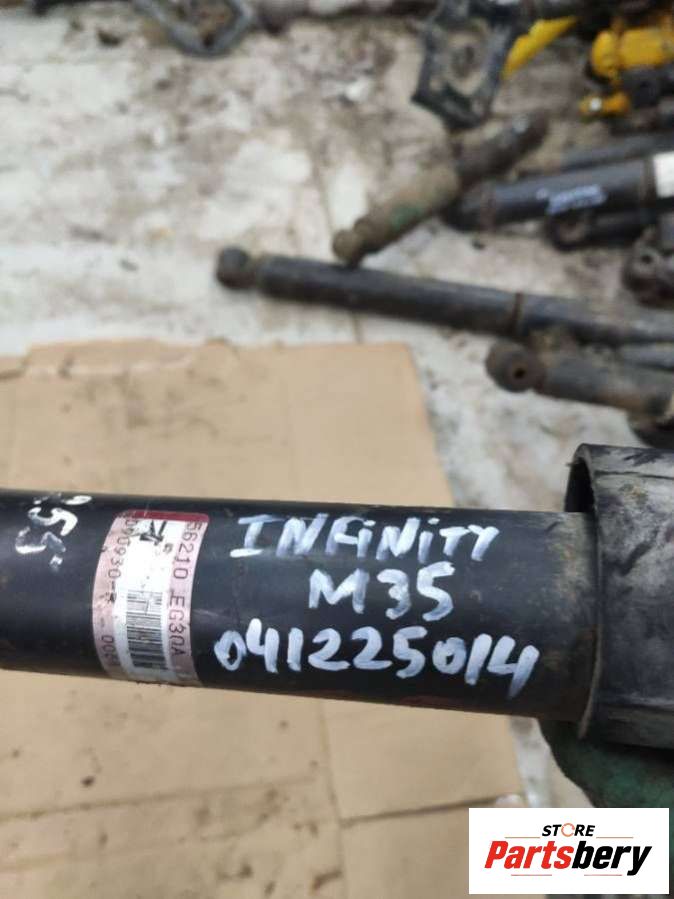 INFiNiTY
M35
041225014
56210 EG30A
STORE
Partsbery